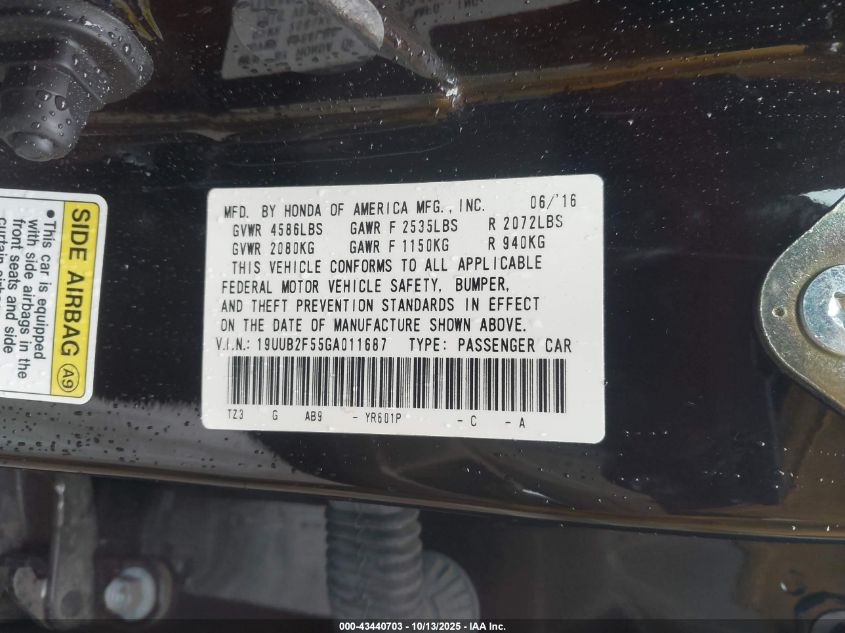 MFD. BY HONDA OF AMERICA MFG., INC. 06/'16
GVWR 4586LBS GAWR F 2535LBS R 2072LBS
GVWR 2080KG GAWR F 1150KG R 940KG
THIS VEHICLE CONFORMS TO ALL APPLICABLE
FEDERAL MOTOR VEHICLE SAFETY, BUMPER,
AND THEFT PREVENTION STANDARDS IN EFFECT
ON THE DATE OF MANUFACTURE SHOWN ABOVE.
V.I.N.: 19UUB2F55GA011687 TYPE: PASSENGER CAR
TZ3 G AB9 - YR601P - C - A
SIDE AIRBAG A9
•This car is equipped
with side airbags in the
front seats and side
000-43440703 - 10/13/2025 - IAA Inc.